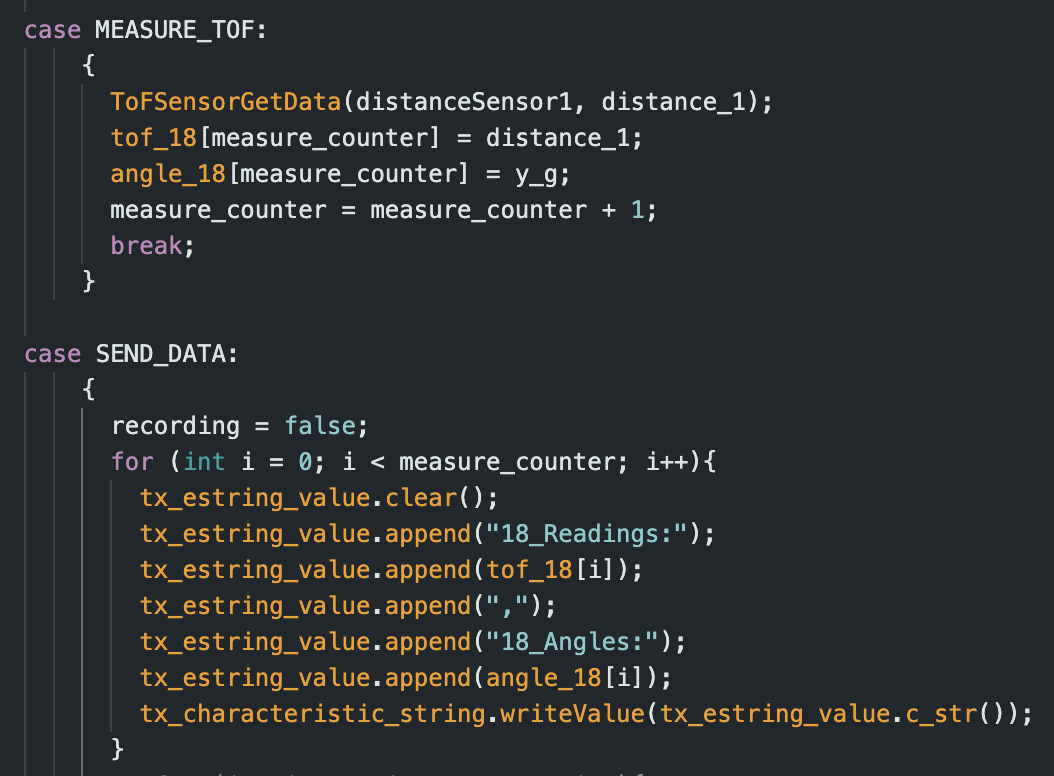 case MEASURE_TOF:
{
ToFSensorGetData(distanceSensor1, distance_1);
tof_18[measure_counter] = distance_1;
angle_18[measure_counter] = y_g;
measure_counter = measure_counter + 1;
break;
}
case SEND_DATA:
{
recording = false;
for (int i = 0; i < measure_counter; i++){
tx_estring_value.clear();
tx_estring_value.append("18_Readings:");
tx_estring_value.append(tof_18[i]);
tx_estring_value.append(",");
tx_estring_value.append("18_Angles:");
tx_estring_value.append(angle_18[i]);
tx_characteristic_string.writeValue(tx_estring_value.c_str());
}